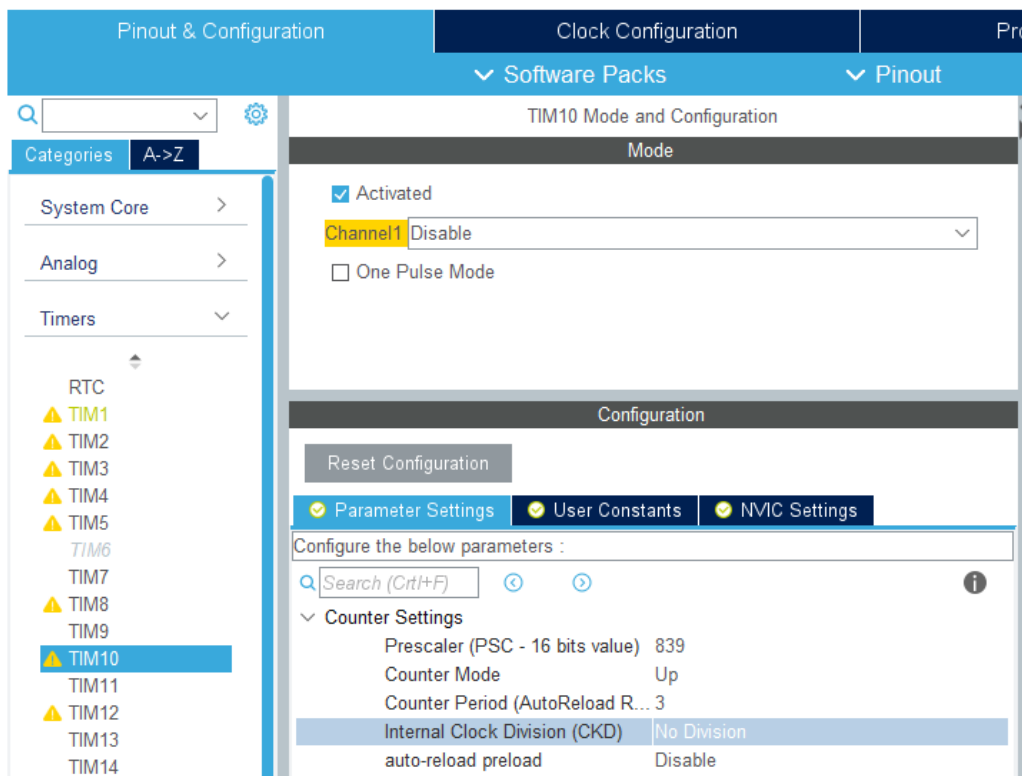 Pinout & Configuration
Clock Configuration
Software Packs
Pinout
TIM10 Mode and Configuration
Categories
A->Z
Mode
System Core
Analog
Timers
Activated
Channel1 Disable
One Pulse Mode
RTC
TIM1
TIM2
TIM3
TIM4
TIM5
TIM6
TIM7
TIM8
TIM9
TIM10
TIM11
TIM12
TIM13
TIM14
Configuration
Reset Configuration
Parameter Settings
User Constants
NVIC Settings
Configure the below parameters :
Search (Crtl+F)
Counter Settings
Prescaler (PSC - 16 bits value) 839
Counter Mode Up
Counter Period (AutoReload R... 3
Internal Clock Division (CKD) No Division
auto-reload preload Disable